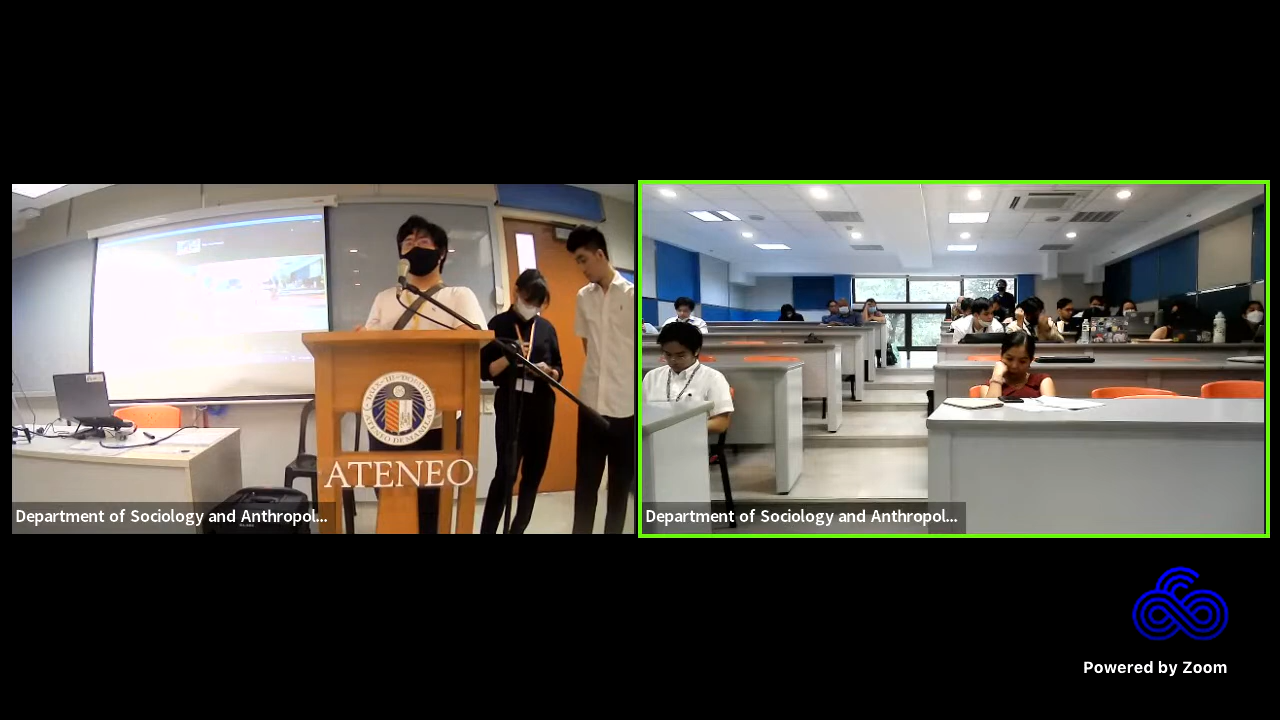 ATENEO
Department of Sociology and Anthropol...
Department of Sociology and Anthropol...
Powered by Zoom